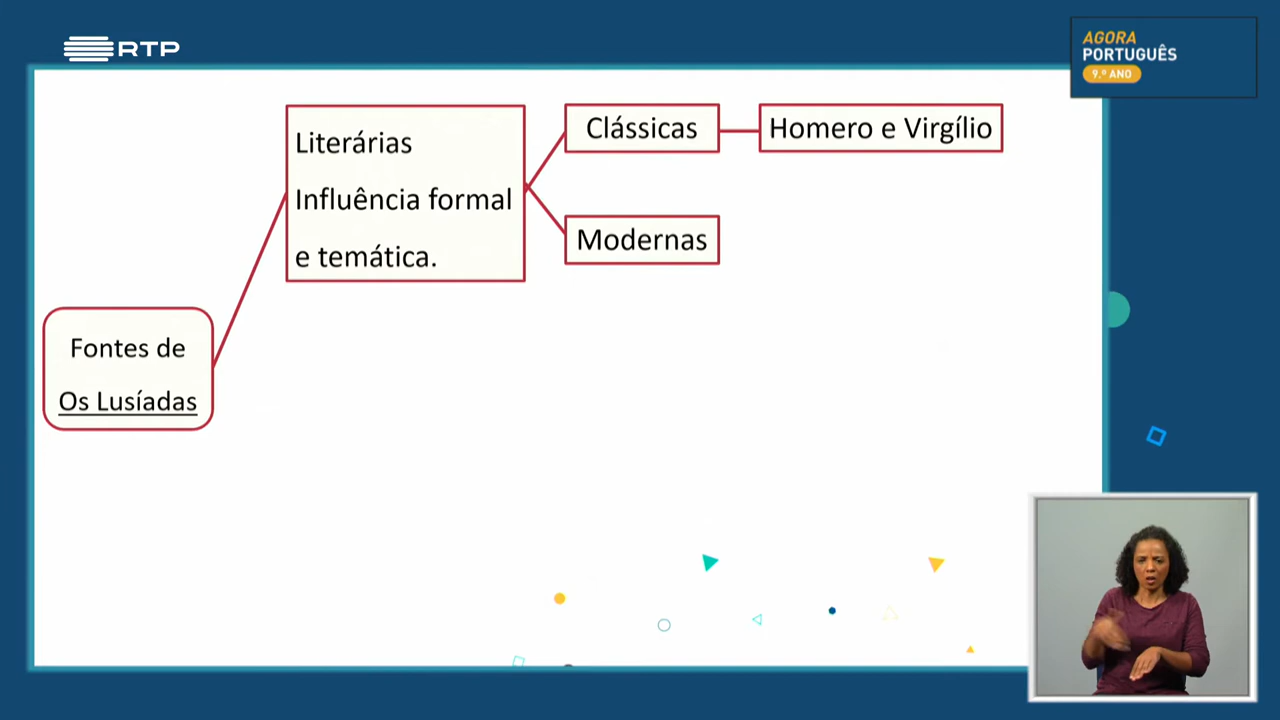 RTP
AGORA
PORTUGUÊS
9.º ANO
Literárias
Influência formal
e temática.
Clássicas
Homero e Virgílio
Modernas
Fontes de
Os Lusíadas